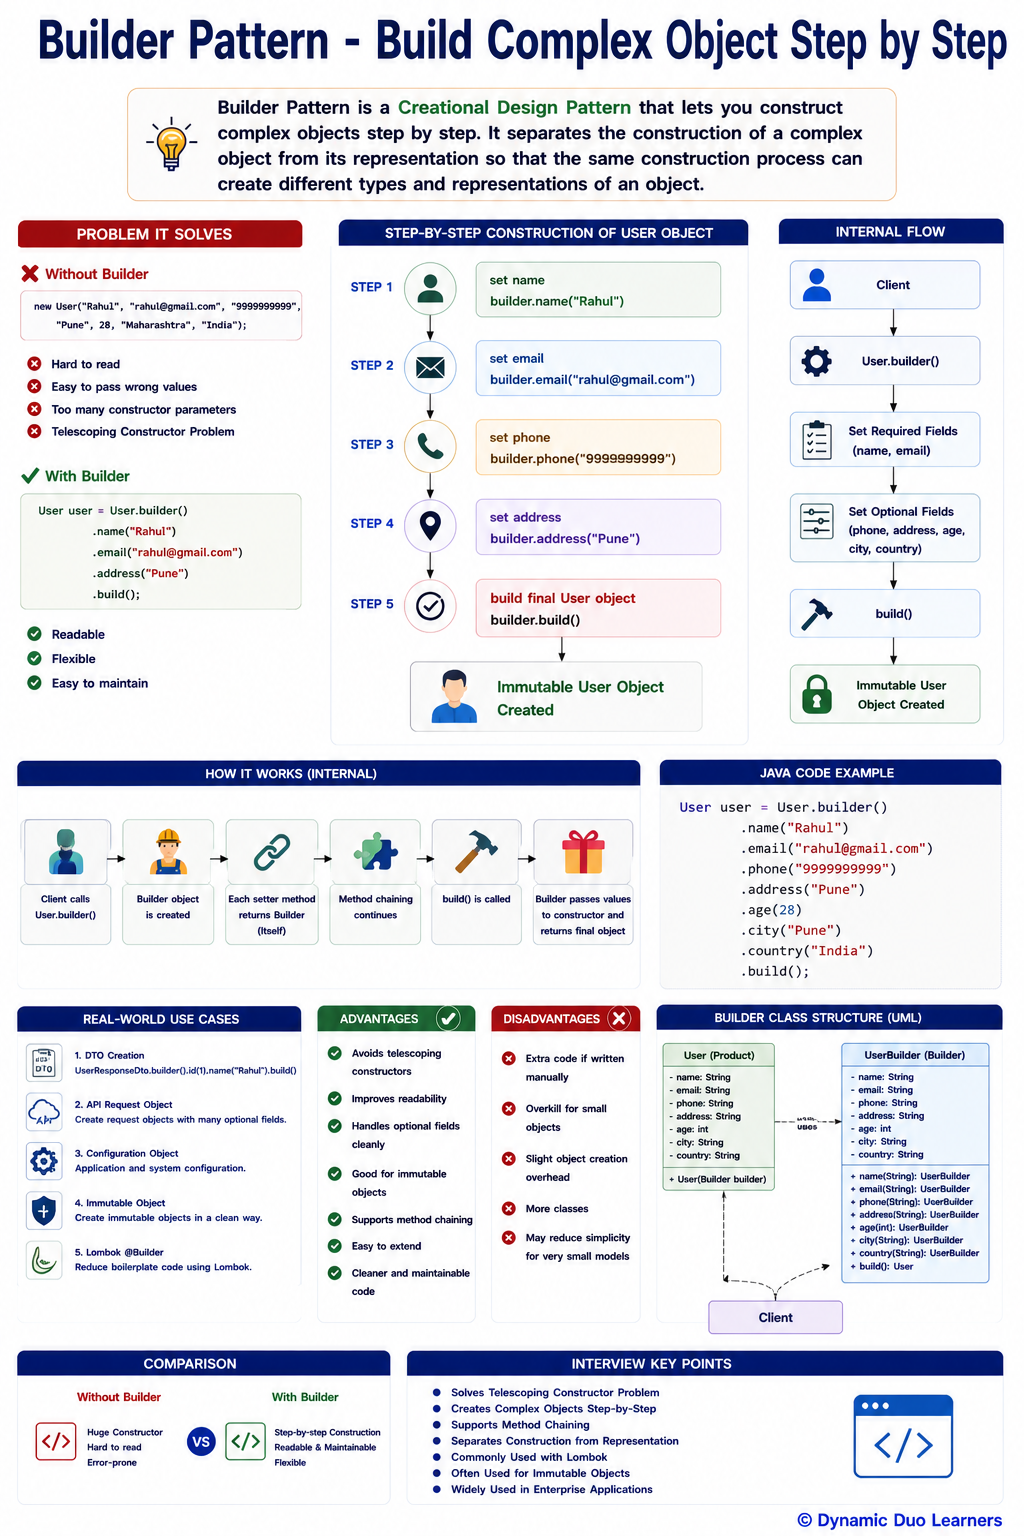 Builder Pattern - Build Complex Object Step by Step
Builder Pattern is a Creational Design Pattern that lets you construct
complex objects step by step. It separates the construction of a complex
object from its representation so that the same construction process can
create different types and representations of an object.
PROBLEM IT SOLVES
Without Builder
new User("Rahul", "rahul@gmail.com", "9999999999",
"Pune", 28, "Maharashtra", "India");
Hard to read
Easy to pass wrong values
Too many constructor parameters
Telescoping Constructor Problem
With Builder
User user = User.builder()
.name("Rahul")
.email("rahul@gmail.com")
.address("Pune")
.build();
Readable
Flexible
Easy to maintain
STEP-BY-STEP CONSTRUCTION OF USER OBJECT
STEP 1
set name
builder.name("Rahul")
STEP 2
set email
builder.email("rahul@gmail.com")
STEP 3
set phone
builder.phone("9999999999")
STEP 4
set address
builder.address("Pune")
STEP 5
build final User object
builder.build()
Immutable User Object
Created
INTERNAL FLOW
Client
User.builder()
Set Required Fields
(name, email)
Set Optional Fields
(phone, address, age,
city, country)
build()
Immutable User
Object Created
HOW IT WORKS (INTERNAL)
Client calls
User.builder()
Builder object
is created
Each setter method
returns Builder
(Itself)
Method chaining
continues
build() is called
Builder passes values
to constructor and
returns final object
JAVA CODE EXAMPLE
User user = User.builder()
.name("Rahul")
.email("rahul@gmail.com")
.phone("9999999999")
.address("Pune")
.age(28)
.city("Pune")
.country("India")
.build();
REAL-WORLD USE CASES
DTO
1. DTO Creation
UserResponseDto.builder().id(1).name("Rahul").build()
API
2. API Request Object
Create request objects with many optional fields.
3. Configuration Object
Application and system configuration.
4. Immutable Object
Create immutable objects in a clean way.
5. Lombok @Builder
Reduce boilerplate code using Lombok.
ADVANTAGES
Avoids telescoping
constructors
Improves readability
Handles optional fields
cleanly
Good for immutable
objects
Supports method chaining
Easy to extend
Cleaner and maintainable
code
DISADVANTAGES
Extra code if written
manually
Overkill for small
objects
Slight object creation
overhead
More classes
May reduce simplicity
for very small models
BUILDER CLASS STRUCTURE (UML)
User (Product)
- name: String
- email: String
- phone: String
- address: String
- age: int
- city: String
- country: String
+ User(Builder builder)
uses
UserBuilder (Builder)
- name: String
- email: String
- phone: String
- address: String
- age: int
- city: String
- country: String
+ name(String): UserBuilder
+ email(String): UserBuilder
+ phone(String): UserBuilder
+ address(String): UserBuilder
+ age(int): UserBuilder
+ city(String): UserBuilder
+ country(String): UserBuilder
+ build(): User
Client
COMPARISON
Without Builder
</>
Huge Constructor
Hard to read
Error-prone
VS
With Builder
</>
Step-by-step Construction
Readable & Maintainable
Flexible
INTERVIEW KEY POINTS
Solves Telescoping Constructor Problem
Creates Complex Objects Step-by-Step
Supports Method Chaining
Separates Construction from Representation
Commonly Used with Lombok
Often Used for Immutable Objects
Widely Used in Enterprise Applications
</>
© Dynamic Duo Learners